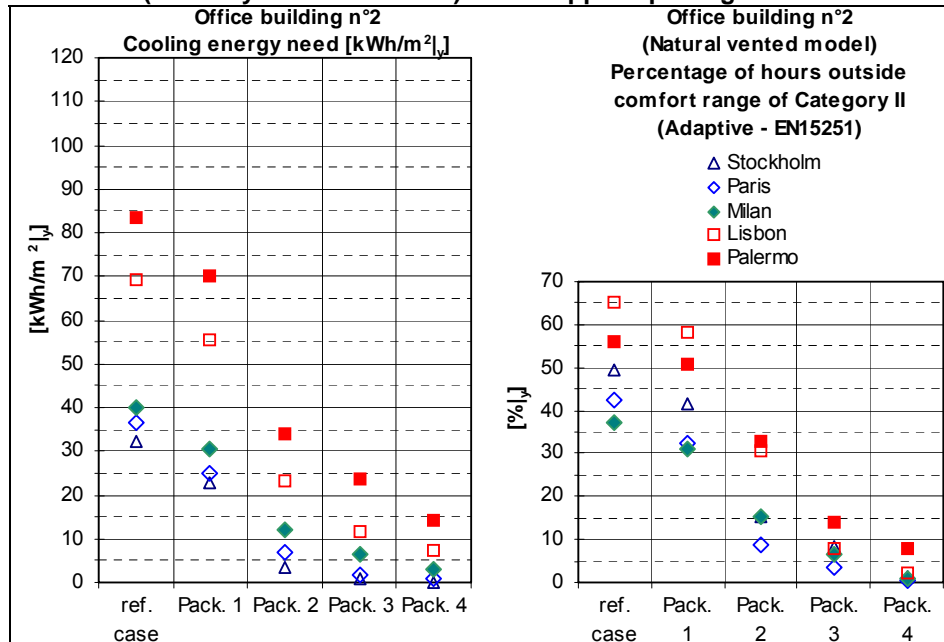 Office building n°2
Cooling energy need [kWh/m²|y]
120
110
100
90
80
70
60
50
40
30
20
10
0
[kWh/m²|y]
ref. case
Pack. 1
Pack. 2
Pack. 3
Pack. 4
Office building n°2
(Natural vented model)
Percentage of hours outside
comfort range of Category II
(Adaptive - EN15251)
Stockholm
Paris
Milan
Lisbon
Palermo
70
60
50
40
30
20
10
0
[%|y]
ref. case
Pack. 1
Pack. 2
Pack. 3
Pack. 4